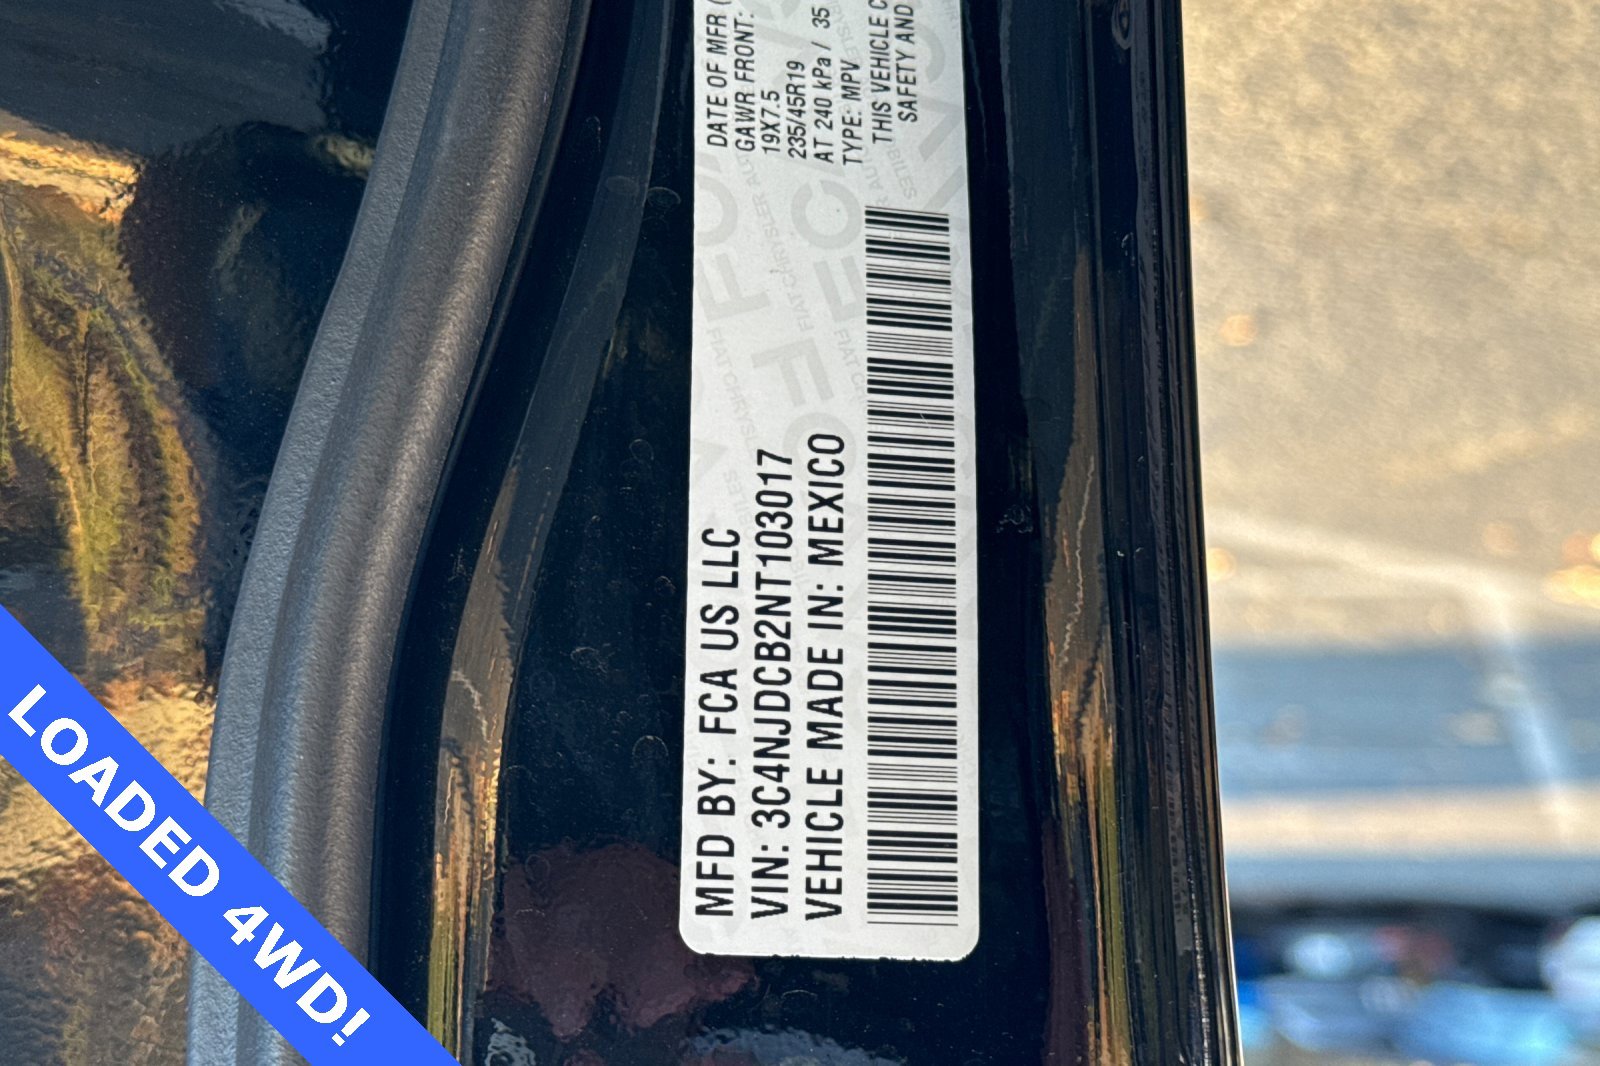 MFD BY: FCA US LLC
VIN: 3C4NJDCB2NT103017
VEHICLE MADE IN: MEXICO
DATE OF MFR
GAWR FRONT:
19X7.5
235/45R19
AT 240 kPa / 35
TYPE: MPV
THIS VEHICLE
SAFETY AND
LOADED 4WD!